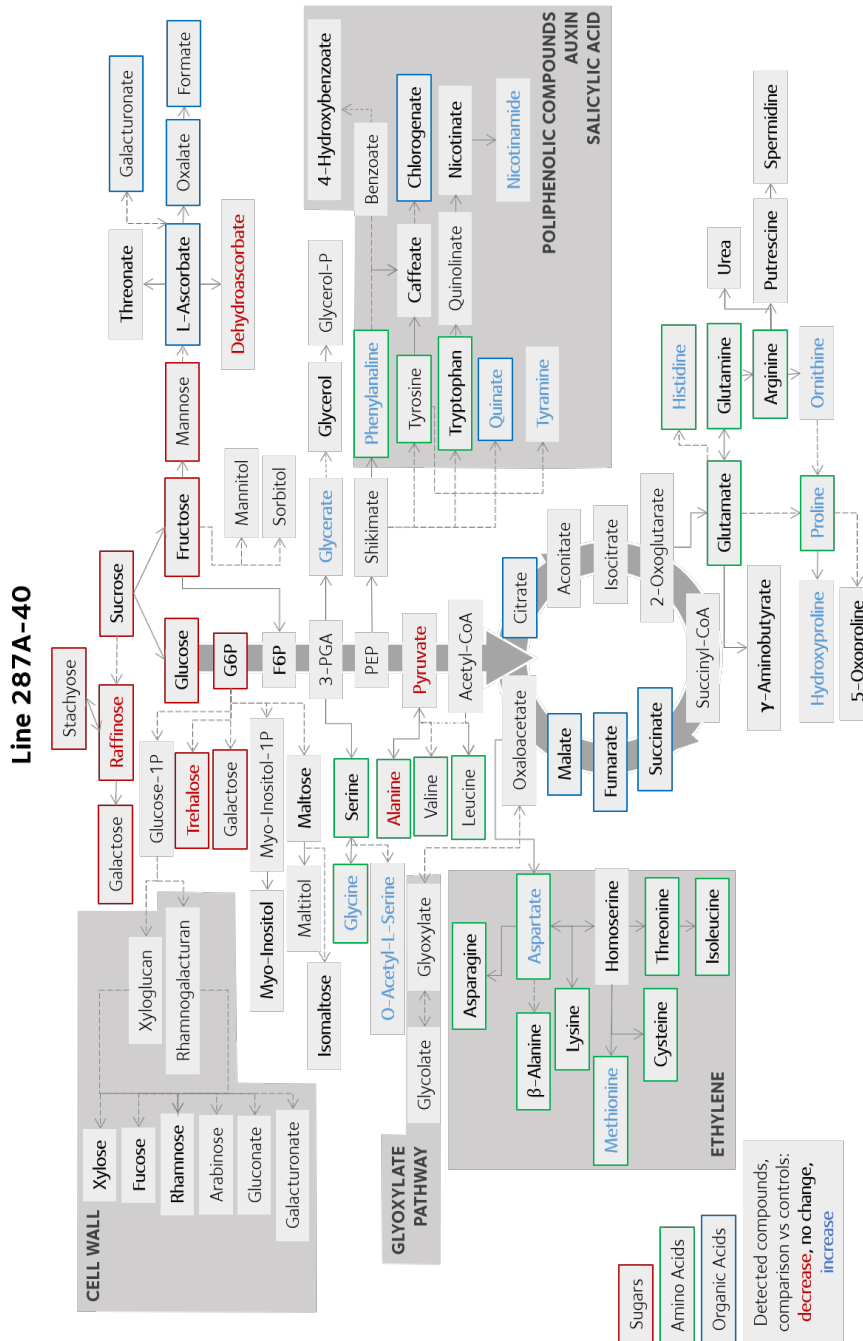 Line 287A-40
Stachyose
Sucrose
Raffinose
Galactose
Glucose
Fructose
Mannose
L-Ascorbate
Threonate
Galacturonate
Oxalate
Formate
Dehydroascorbate
Mannitol
Sorbitol
G6P
F6P
Glucose-1P
Trehalose
Galactose
Myo-Inositol-1P
Myo-Inositol
Maltose
Maltitol
Isomaltose
CELL WALL
Xyloglucan
Rhamnogalacturan
Xylose
Fucose
Rhamnose
Arabinose
Gluconate
Galacturonate
3-PGA
Glycerate
Glycerol
Glycerol-P
Serine
Glycine
O-Acetyl-L-Serine
PEP
Shikimate
Pyruvate
Alanine
Valine
Leucine
Acetyl-CoA
Phenylanaline
Tyrosine
Tryptophan
Quinate
Tyramine
Benzoate
4-Hydroxybenzoate
Caffeate
Chlorogenate
Quinolinate
Nicotinate
Nicotinamide
POLIPHENOLIC COMPOUNDS
AUXIN
SALICYLIC ACID
GLYOXYLATE
PATHWAY
Glycolate
Glyoxylate
Oxaloacetate
Citrate
Aconitate
Isocitrate
2-Oxoglutarate
Succinyl-CoA
Succinate
Fumarate
Malate
Asparagine
Aspartate
β-Alanine
Lysine
Homoserine
Methionine
Cysteine
Threonine
Isoleucine
ETHYLENE
Glutamate
Histidine
Glutamine
Arginine
Urea
Putrescine
Spermidine
Ornithine
Proline
Hydroxyproline
5-Oxoproline
γ-Aminobutyrate
Sugars
Amino Acids
Organic Acids
Detected compounds,
comparison vs controls:
decrease, no change,
increase